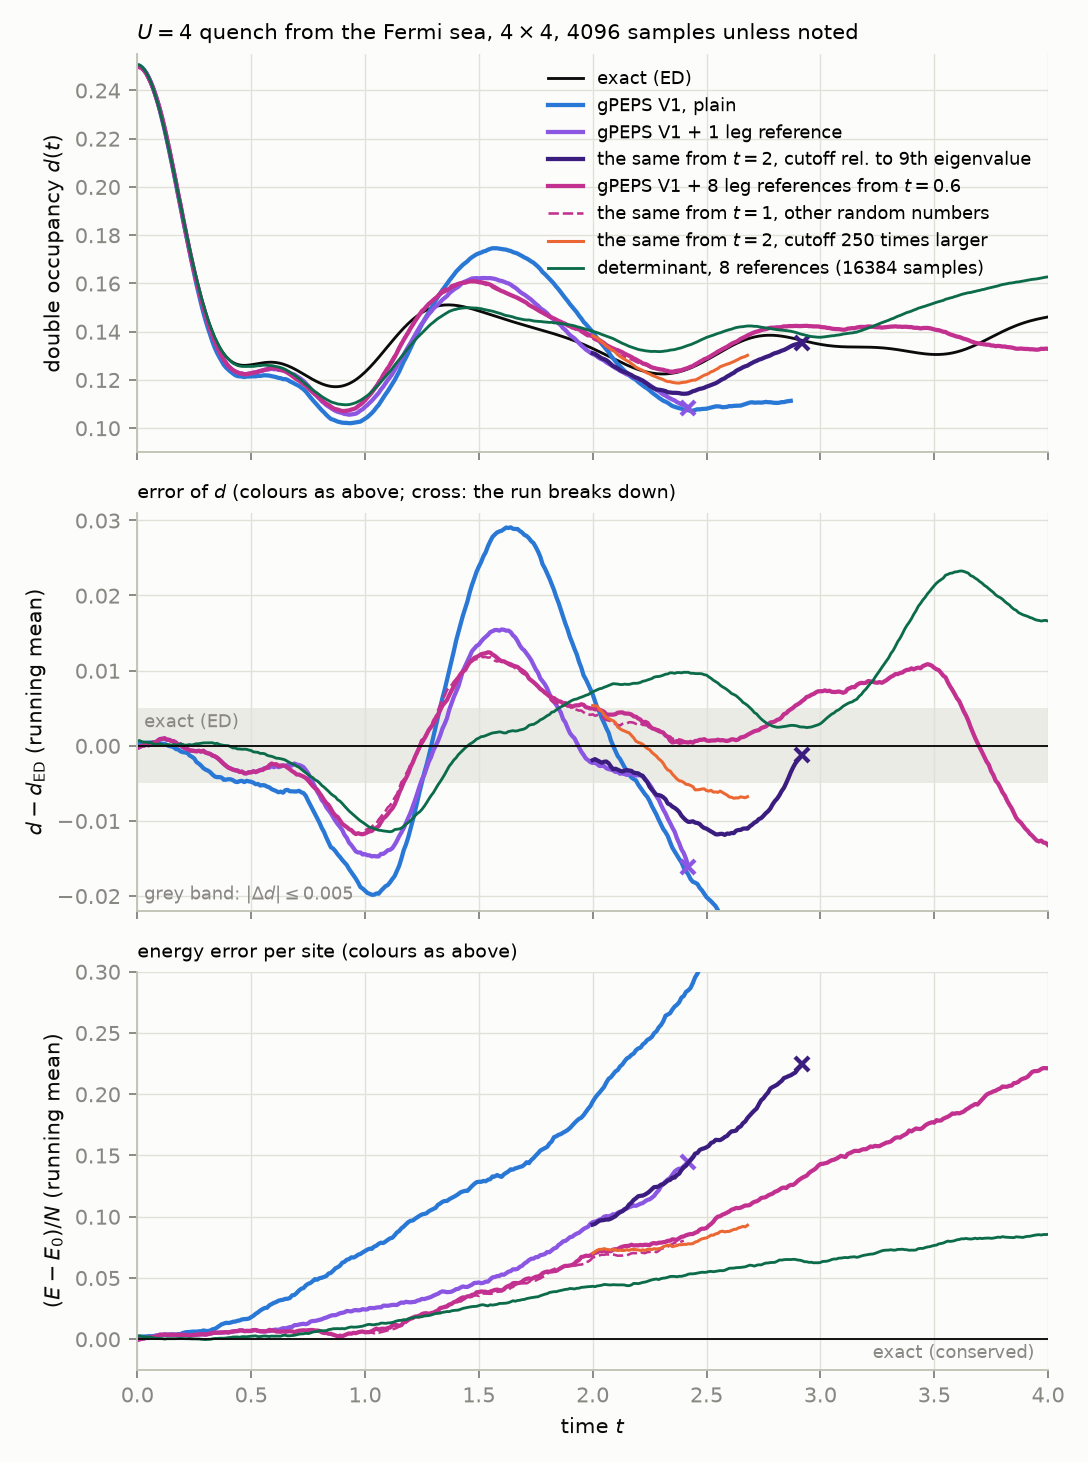 U = 4 quench from the Fermi sea, 4 × 4, 4096 samples unless noted
exact (ED)
gPEPS V1, plain
gPEPS V1 + 1 leg reference
the same from t = 2, cutoff rel. to 9th eigenvalue
gPEPS V1 + 8 leg references from t = 0.6
the same from t = 1, other random numbers
the same from t = 2, cutoff 250 times larger
determinant, 8 references (16384 samples)
double occupancy d(t)
0.24
0.22
0.20
0.18
0.16
0.14
0.12
0.10
error of d (colours as above; cross: the run breaks down)
d − d_ED (running mean)
0.03
0.02
0.01
0.00
−0.01
−0.02
exact (ED)
grey band: |Δd| ≤ 0.005
energy error per site (colours as above)
(E − E₀)/N (running mean)
0.30
0.25
0.20
0.15
0.10
0.05
0.00
exact (conserved)
0.0 0.5 1.0 1.5 2.0 2.5 3.0 3.5 4.0
time t